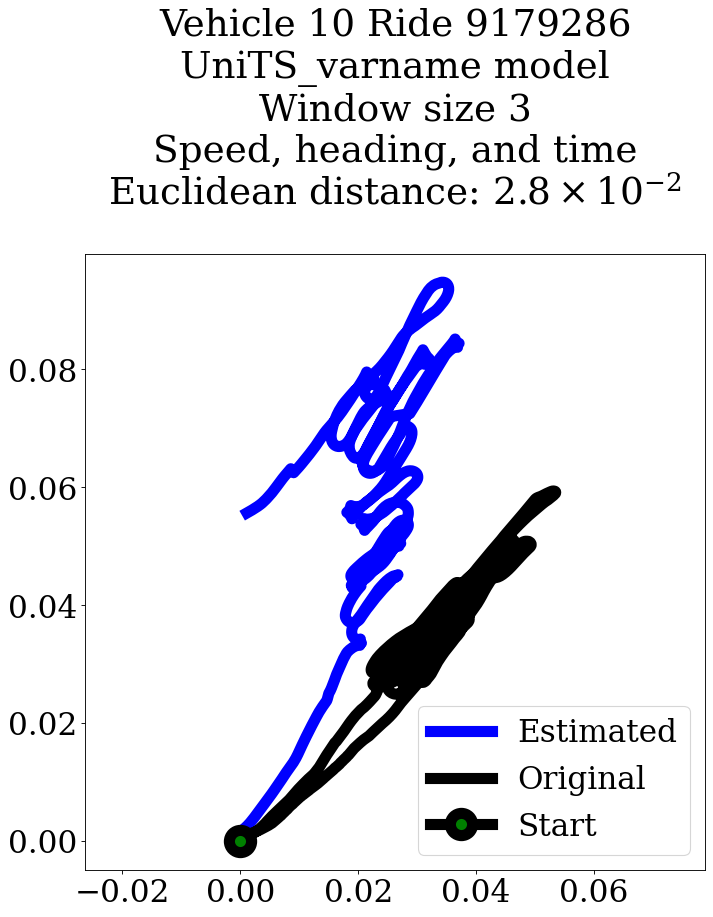 Vehicle 10 Ride 9179286
UniTS_varname model
Window size 3
Speed, heading, and time
Euclidean distance: 2.8 × 10⁻²
0.08
0.06
0.04
0.02
0.00
−0.02 0.00 0.02 0.04 0.06
Estimated
Original
Start